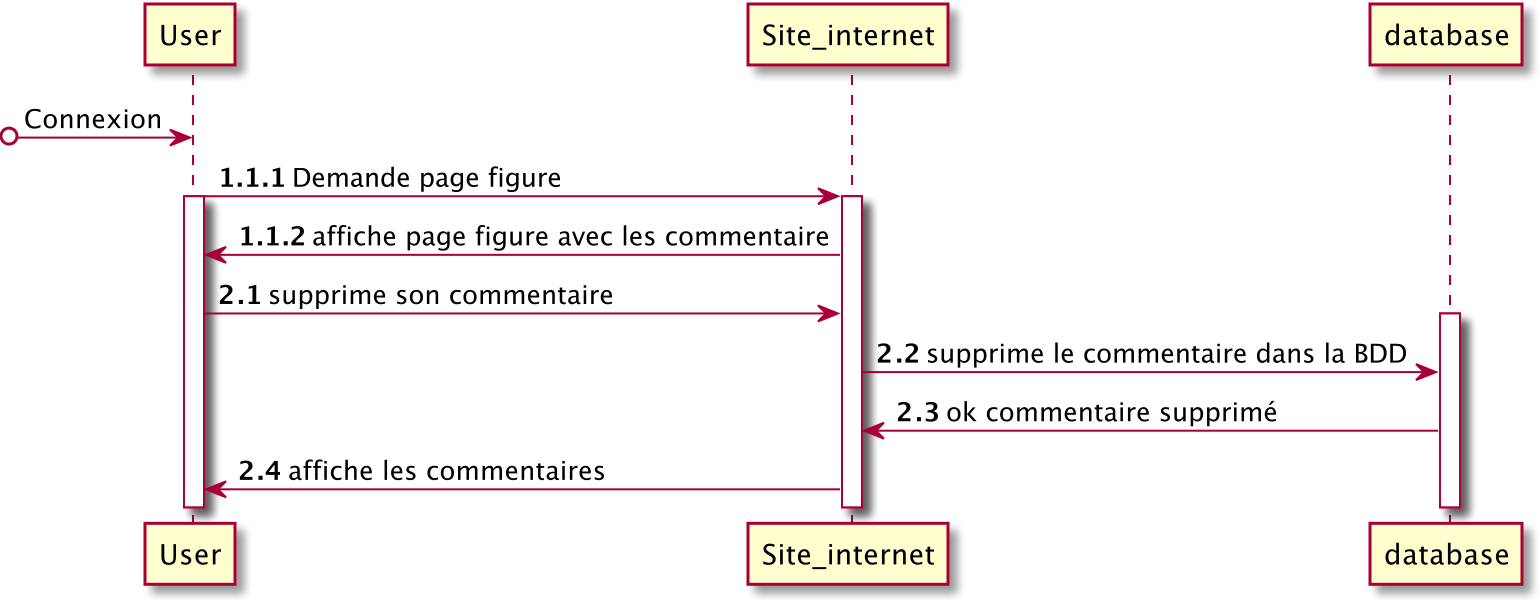 User Site_internet database
Connexion
1.1.1 Demande page figure
1.1.2 affiche page figure avec les commentaire
2.1 supprime son commentaire
2.2 supprime le commentaire dans la BDD
2.3 ok commentaire supprimé
2.4 affiche les commentaires
User Site_internet database